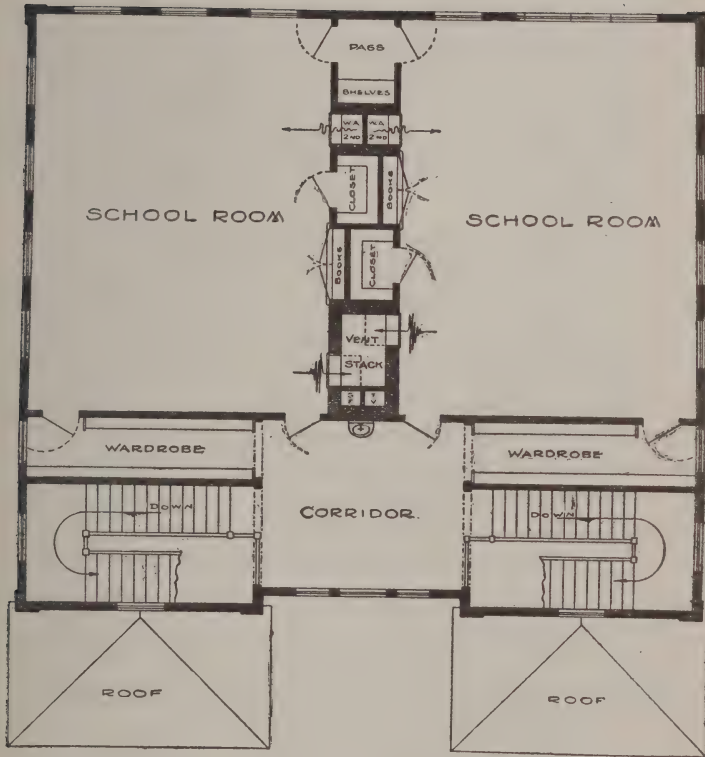 PASS
SHELVES
W.A. W.A.
2ND 2ND
CLOSET
BOOKS
SCHOOL ROOM
SCHOOL ROOM
BOOKS
CLOSET
VENT
STACK
WARDROBE
WARDROBE
DOWN
CORRIDOR.
DOWN
ROOF
ROOF